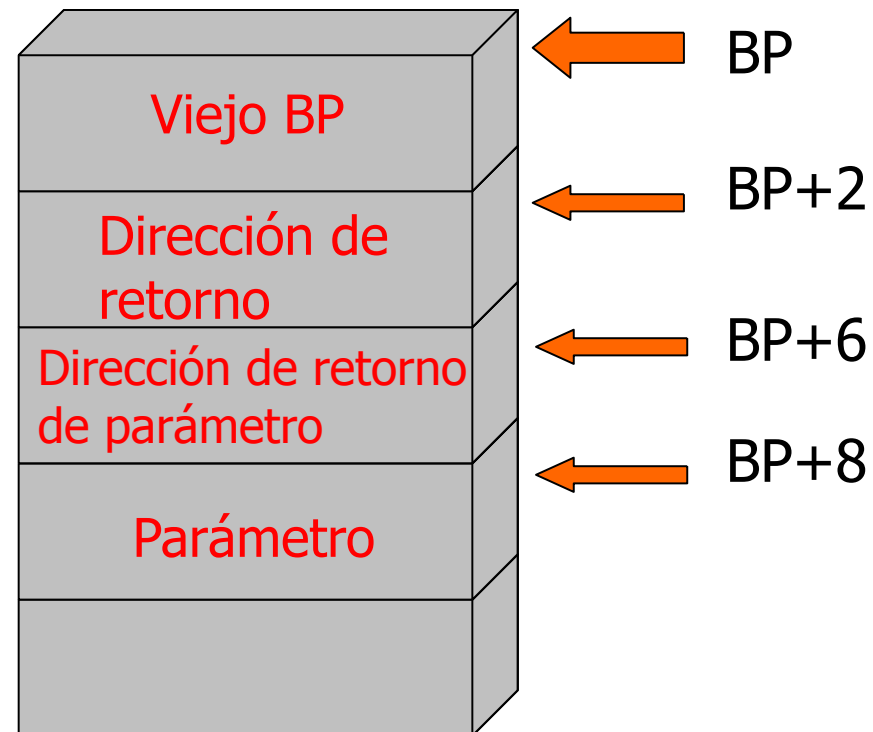 BP
Viejo BP
BP+2
Dirección de
retorno
BP+6
Dirección de retorno
de parámetro
BP+8
Parámetro